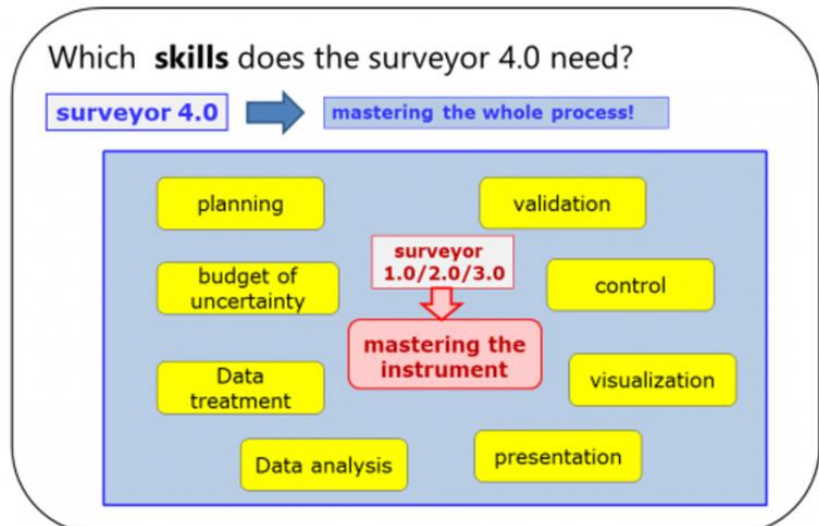 Which skills does the surveyor 4.0 need?
surveyor 4.0
mastering the whole process!
planning
validation
surveyor
1.0/2.0/3.0
budget of
uncertainty
control
mastering the
instrument
Data
treatment
visualization
Data analysis
presentation